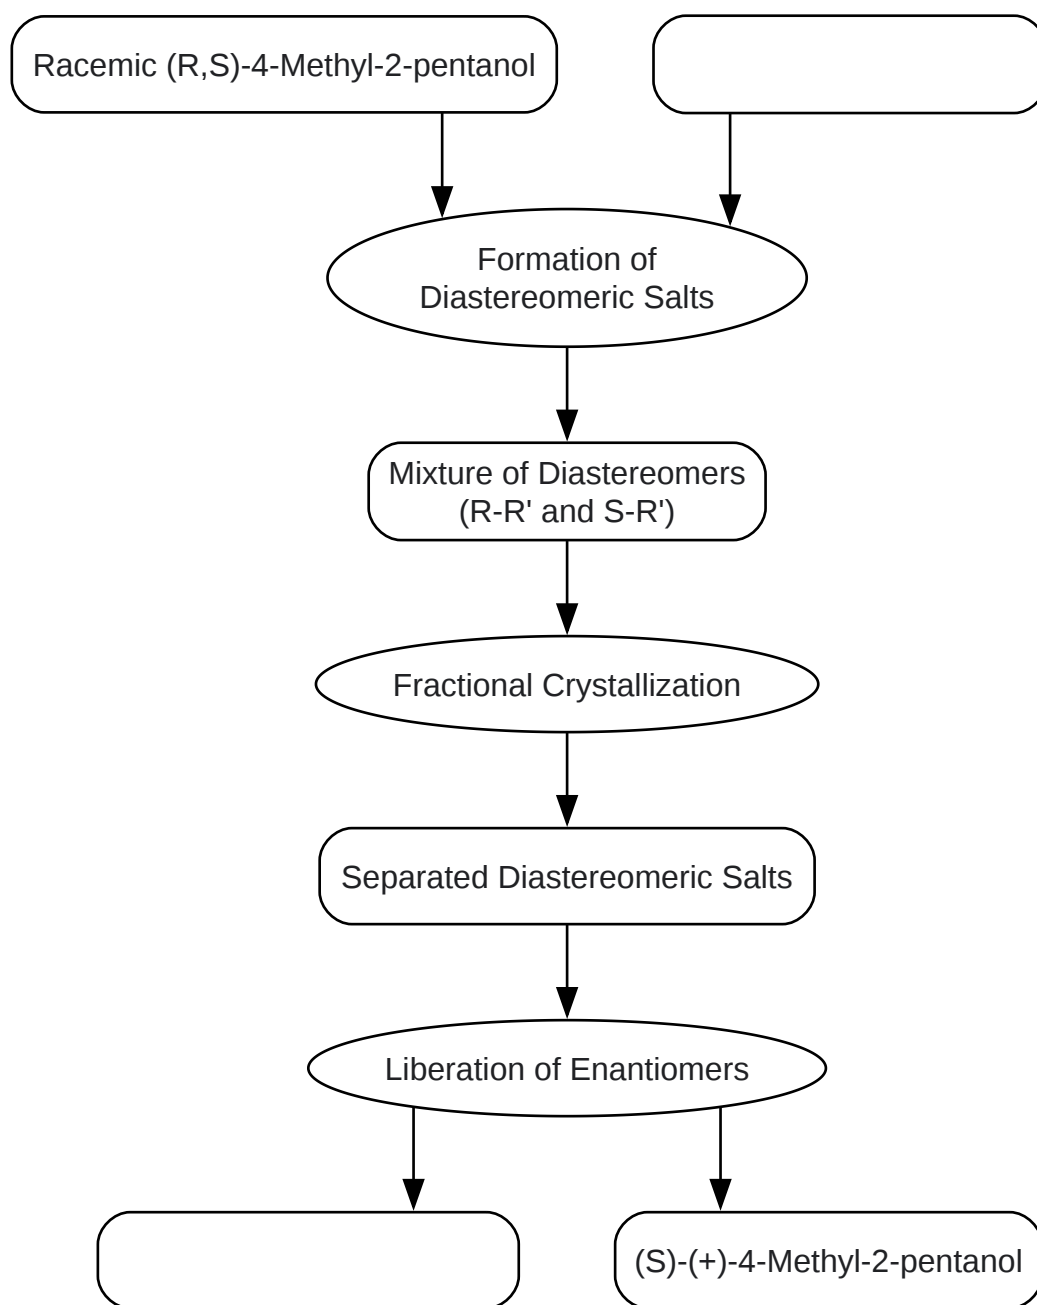 Racemic (R,S)-4-Methyl-2-pentanol
Formation of
Diastereomeric Salts
Mixture of Diastereomers
(R-R' and S-R')
Fractional Crystallization
Separated Diastereomeric Salts
Liberation of Enantiomers
(S)-(+)-4-Methyl-2-pentanol